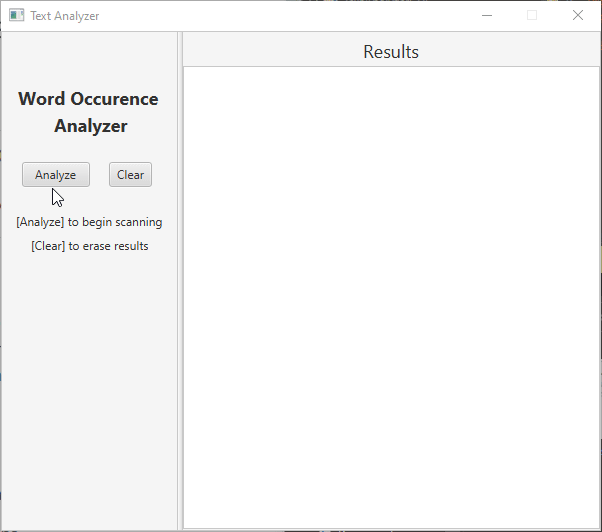 Text Analyzer
Word Occurence
Analyzer
Analyze
Clear
[Analyze] to begin scanning
[Clear] to erase results
Results